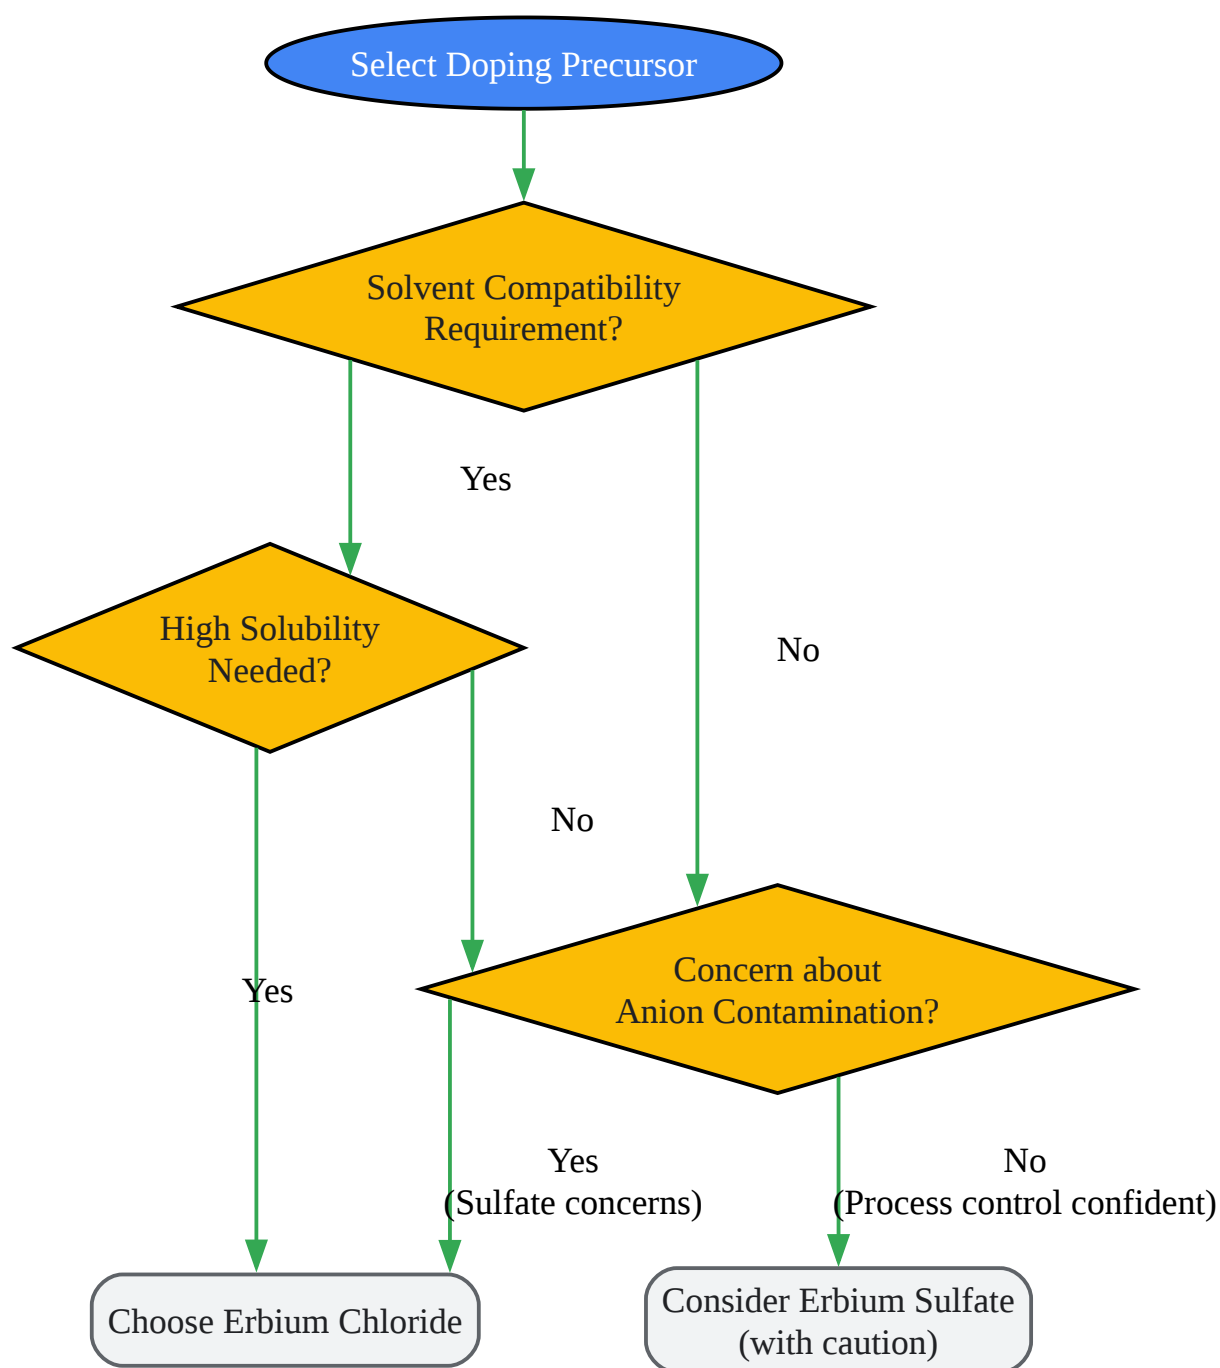 Select Doping Precursor
Solvent Compatibility
Requirement?
Yes
High Solubility
Needed?
No
No
Concern about
Anion Contamination?
Yes
Yes
(Sulfate concerns)
No
(Process control confident)
Choose Erbium Chloride
Consider Erbium Sulfate
(with caution)